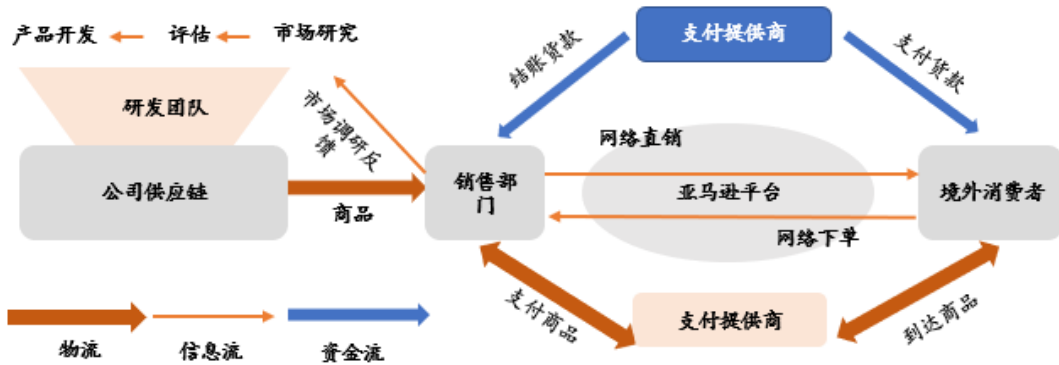 产品开发
评估
市场研究
支付提供商
结账货款
支付货款
研发团队
市场调研反
馈
网络直销
公司供应链
销售部
门
亚马逊平台
境外消费者
商品
网络下单
支付商品
支付提供商
到达商品
物流
信息流
资金流